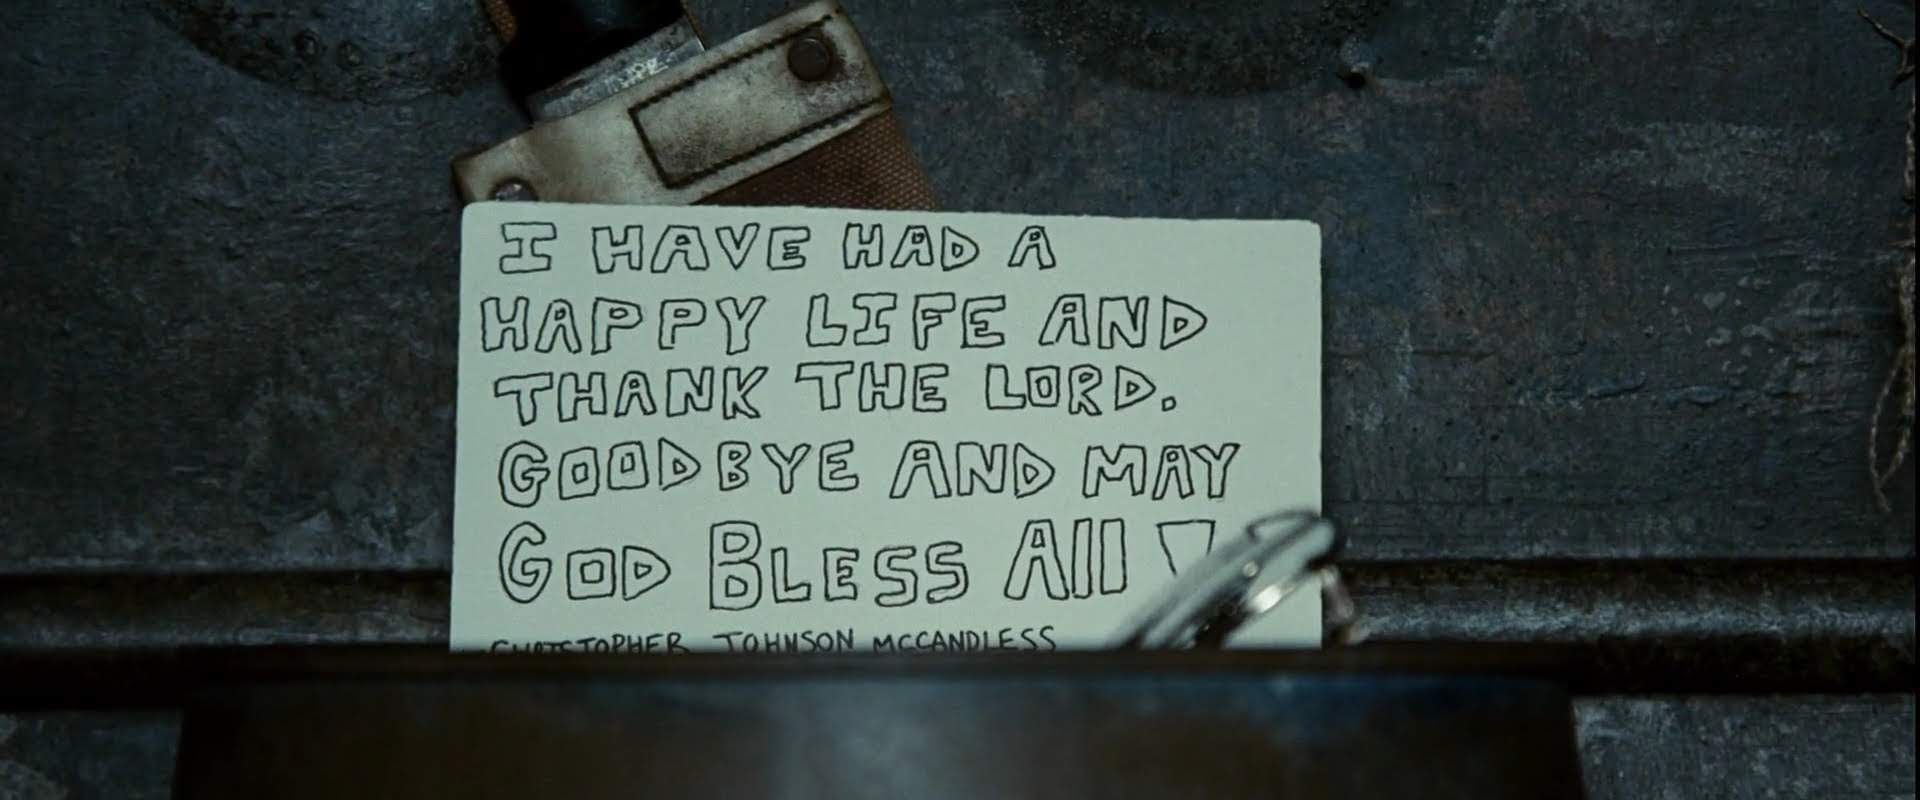 I HAVE HAD A
HAPPY LIFE AND
THANK THE LORD.
GOODBYE AND MAY
GOD BLESS All!
CHRISTOPHER JOHNSON MCCANDLESS